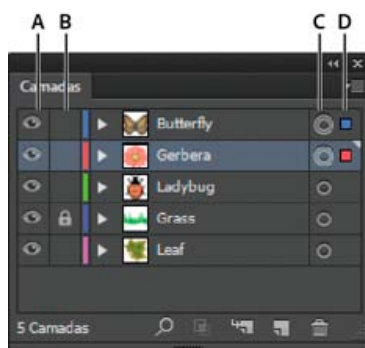 A B C D
Camadas
Butterfly
Gerbera
Ladybug
Grass
Leaf
5 Camadas